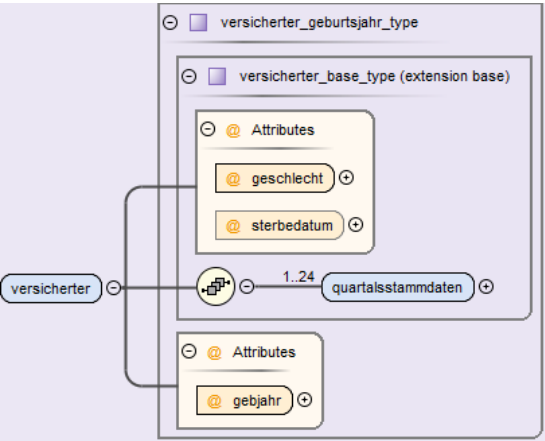 versicherter_geburtsjahr_type
versicherter_base_type (extension base)
@ Attributes
@ geschlecht
@ sterbedatum
versicherter
1..24
quartalsstammdaten
@ Attributes
@ gebjahr